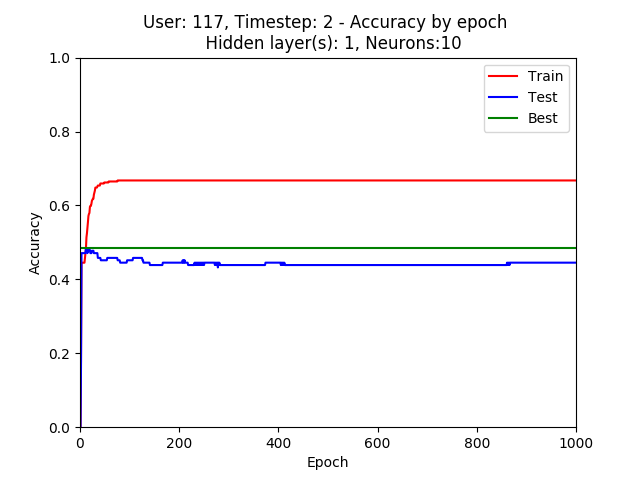 User: 117, Timestep: 2 - Accuracy by epoch
Hidden layer(s): 1, Neurons:10
1.0
0.8
0.6
0.4
0.2
0.0
Accuracy
Train
Test
Best
0
200
400
600
800
1000
Epoch